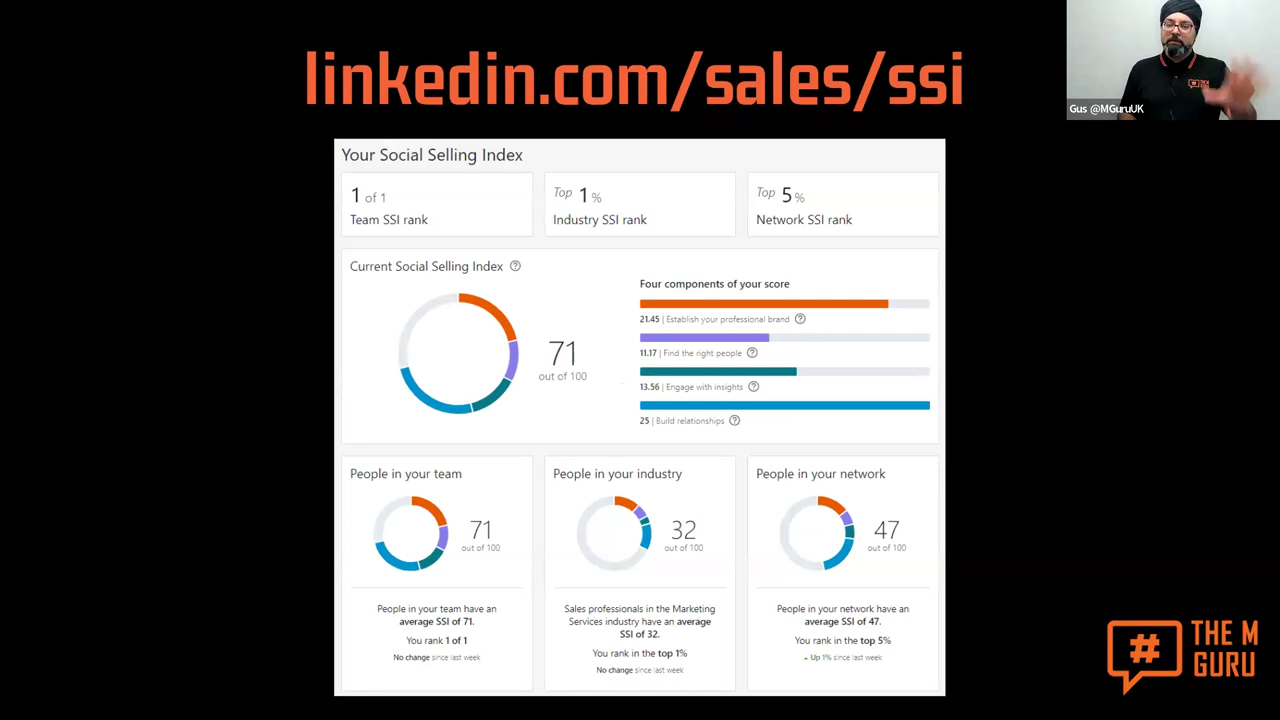 linkedin.com/sales/ssi
Gus @MGuruUK
Your Social Selling Index
1 of 1
Team SSI rank
Top 1 %
Industry SSI rank
Top 5 %
Network SSI rank
Current Social Selling Index ?
71
out of 100
Four components of your score
21.45 | Establish your professional brand ?
11.17 | Find the right people ?
13.56 | Engage with insights ?
25 | Build relationships ?
People in your team
71
out of 100
People in your team have an
average SSI of 71.
You rank 1 of 1
No change since last week
People in your industry
32
out of 100
Sales professionals in the Marketing
Services industry have an average
SSI of 32.
You rank in the top 1%
No change since last week
People in your network
47
out of 100
People in your network have an
average SSI of 47.
You rank in the top 5%
Up 1% since last week
#
THE M
GURU